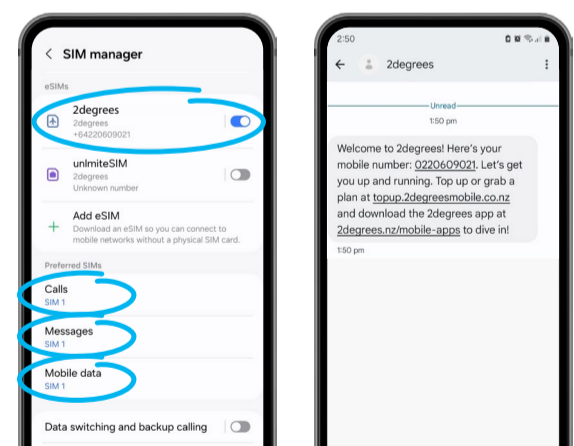 SIM manager
eSIMs
2degrees
2degrees
+64220609021
unlmiteSIM
2degrees
Unknown number
Add eSIM
Download an eSIM so you can connect to
mobile networks without a physical SIM card.
Preferred SIMs
Calls
SIM 1
Messages
SIM 1
Mobile data
SIM 1
Data switching and backup calling
2:50
2degrees
Unread
1:50 pm
Welcome to 2degrees! Here's your
mobile number: 0220609021. Let's get
you up and running. Top up or grab a
plan at topup.2degreesmobile.co.nz
and download the 2degrees app at
2degrees.nz/mobile-apps to dive in!
1:50 pm